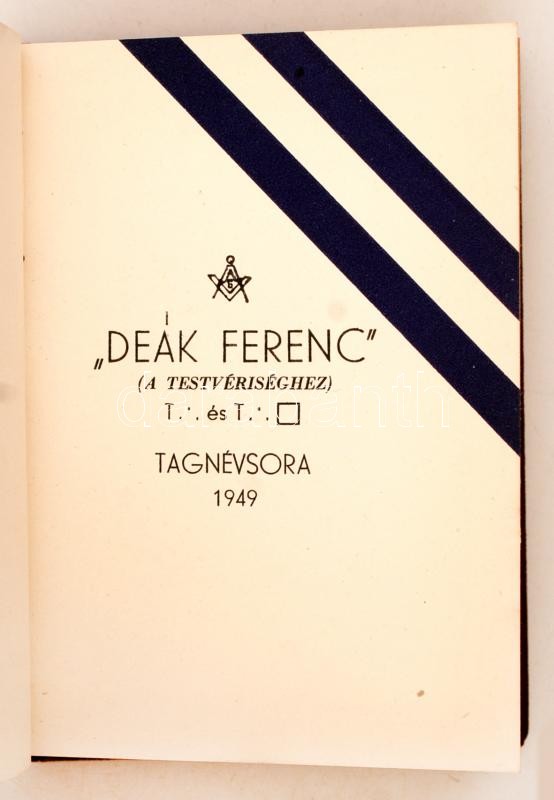 „DEÁK FERENC”
(A TESTVÉRISÉGHEZ)
T.·. és T.·. □
TAGNÉVSORA
1949